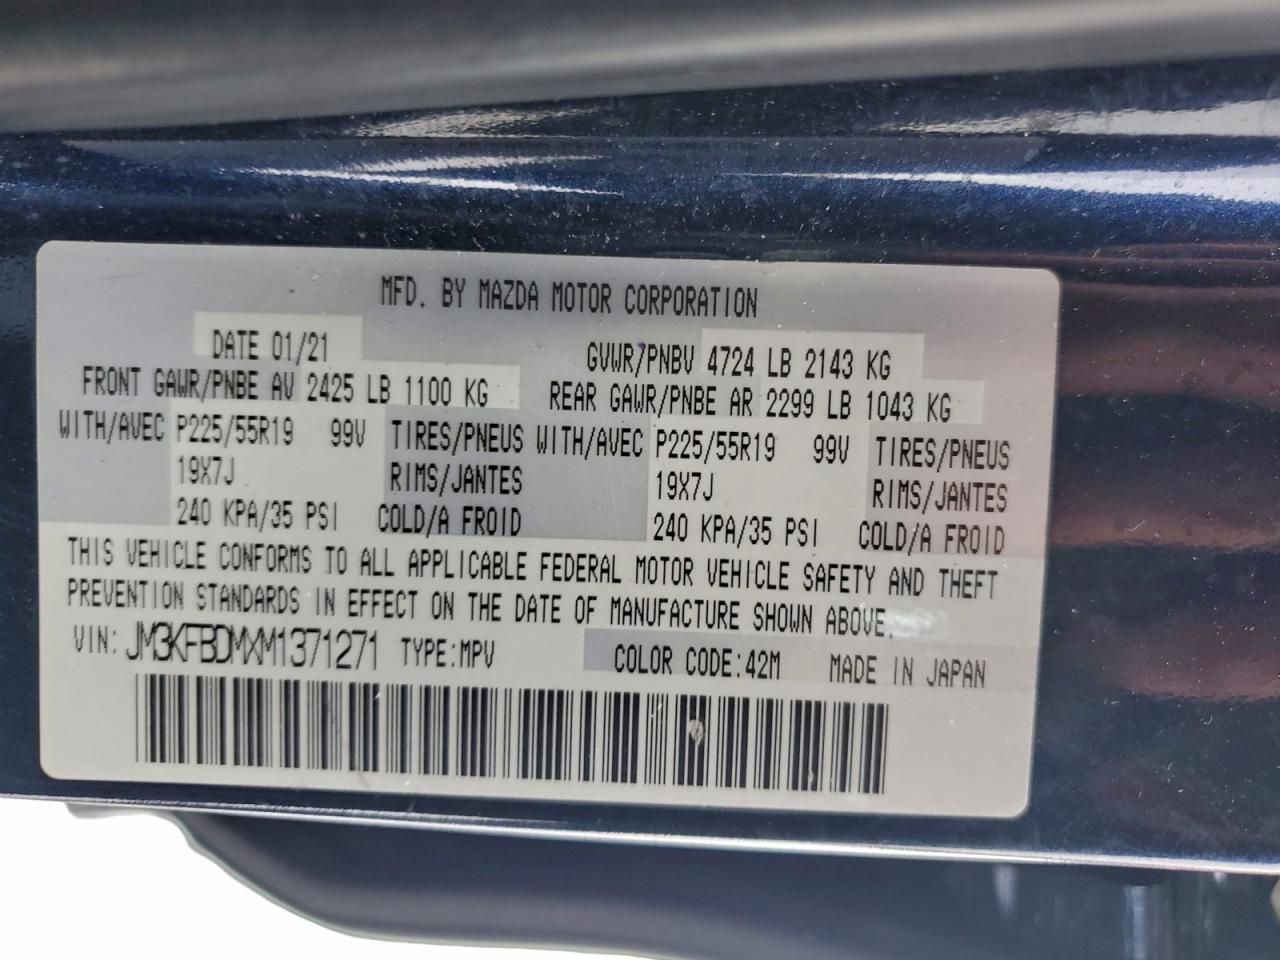 MFD. BY MAZDA MOTOR CORPORATION
DATE 01/21 GVWR/PNBV 4724 LB 2143 KG
FRONT GAWR/PNBE AV 2425 LB 1100 KG REAR GAWR/PNBE AR 2299 LB 1043 KG
WITH/AVEC P225/55R19 99V TIRES/PNEUS WITH/AVEC P225/55R19 99V TIRES/PNEUS
19X7J RIMS/JANTES 19X7J RIMS/JANTES
240 KPA/35 PSI COLD/A FROID 240 KPA/35 PSI COLD/A FROID
THIS VEHICLE CONFORMS TO ALL APPLICABLE FEDERAL MOTOR VEHICLE SAFETY AND THEFT
PREVENTION STANDARDS IN EFFECT ON THE DATE OF MANUFACTURE SHOWN ABOVE.
VIN: JM3KFBDMXM1371271 TYPE:MPV COLOR CODE:42M MADE IN JAPAN